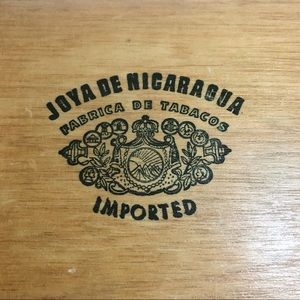 JOYA DE NICARAGUA
FABRICA DE TABACOS
IMPORTED